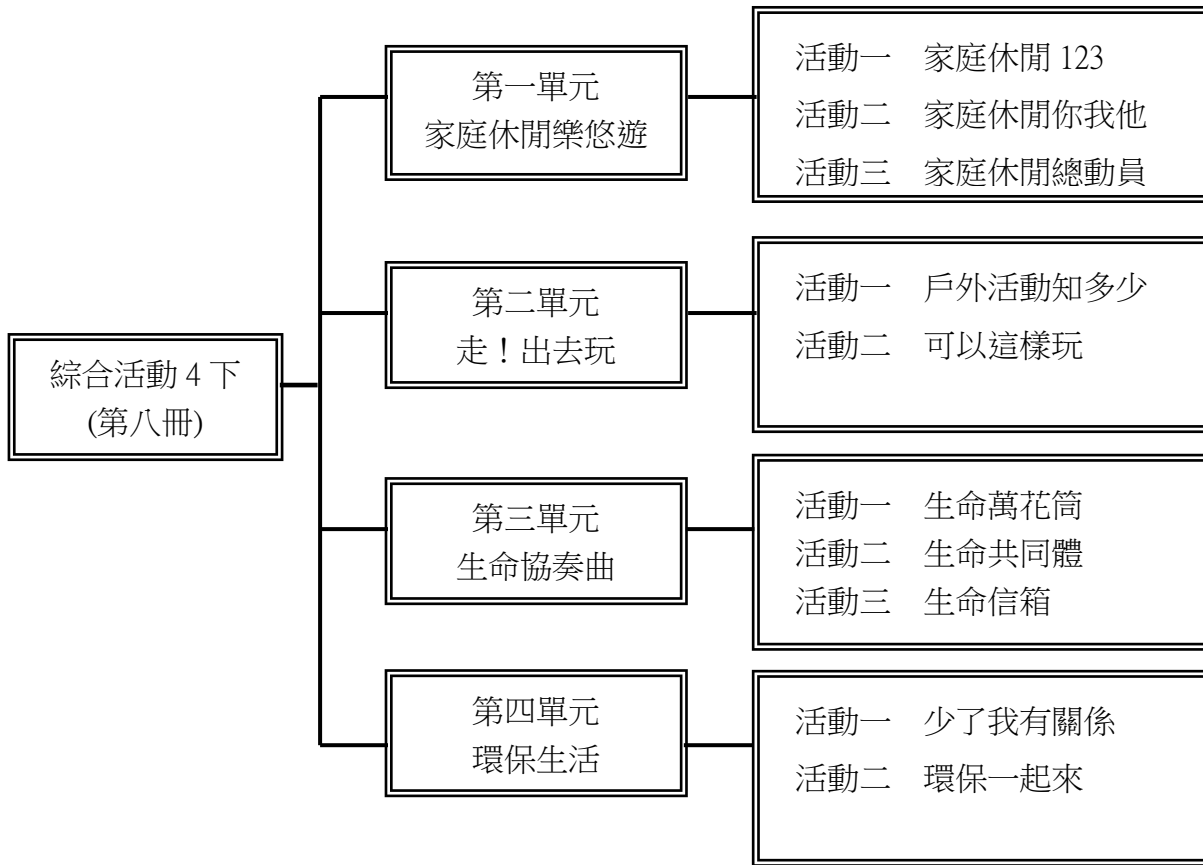 綜合活動 4 下
(第八冊)
第一單元
家庭休閒樂悠遊
活動一　家庭休閒 123
活動二　家庭休閒你我他
活動三　家庭休閒總動員
第二單元
走！出去玩
活動一　戶外活動知多少
活動二　可以這樣玩
第三單元
生命協奏曲
活動一　生命萬花筒
活動二　生命共同體
活動三　生命信箱
第四單元
環保生活
活動一　少了我有關係
活動二　環保一起來